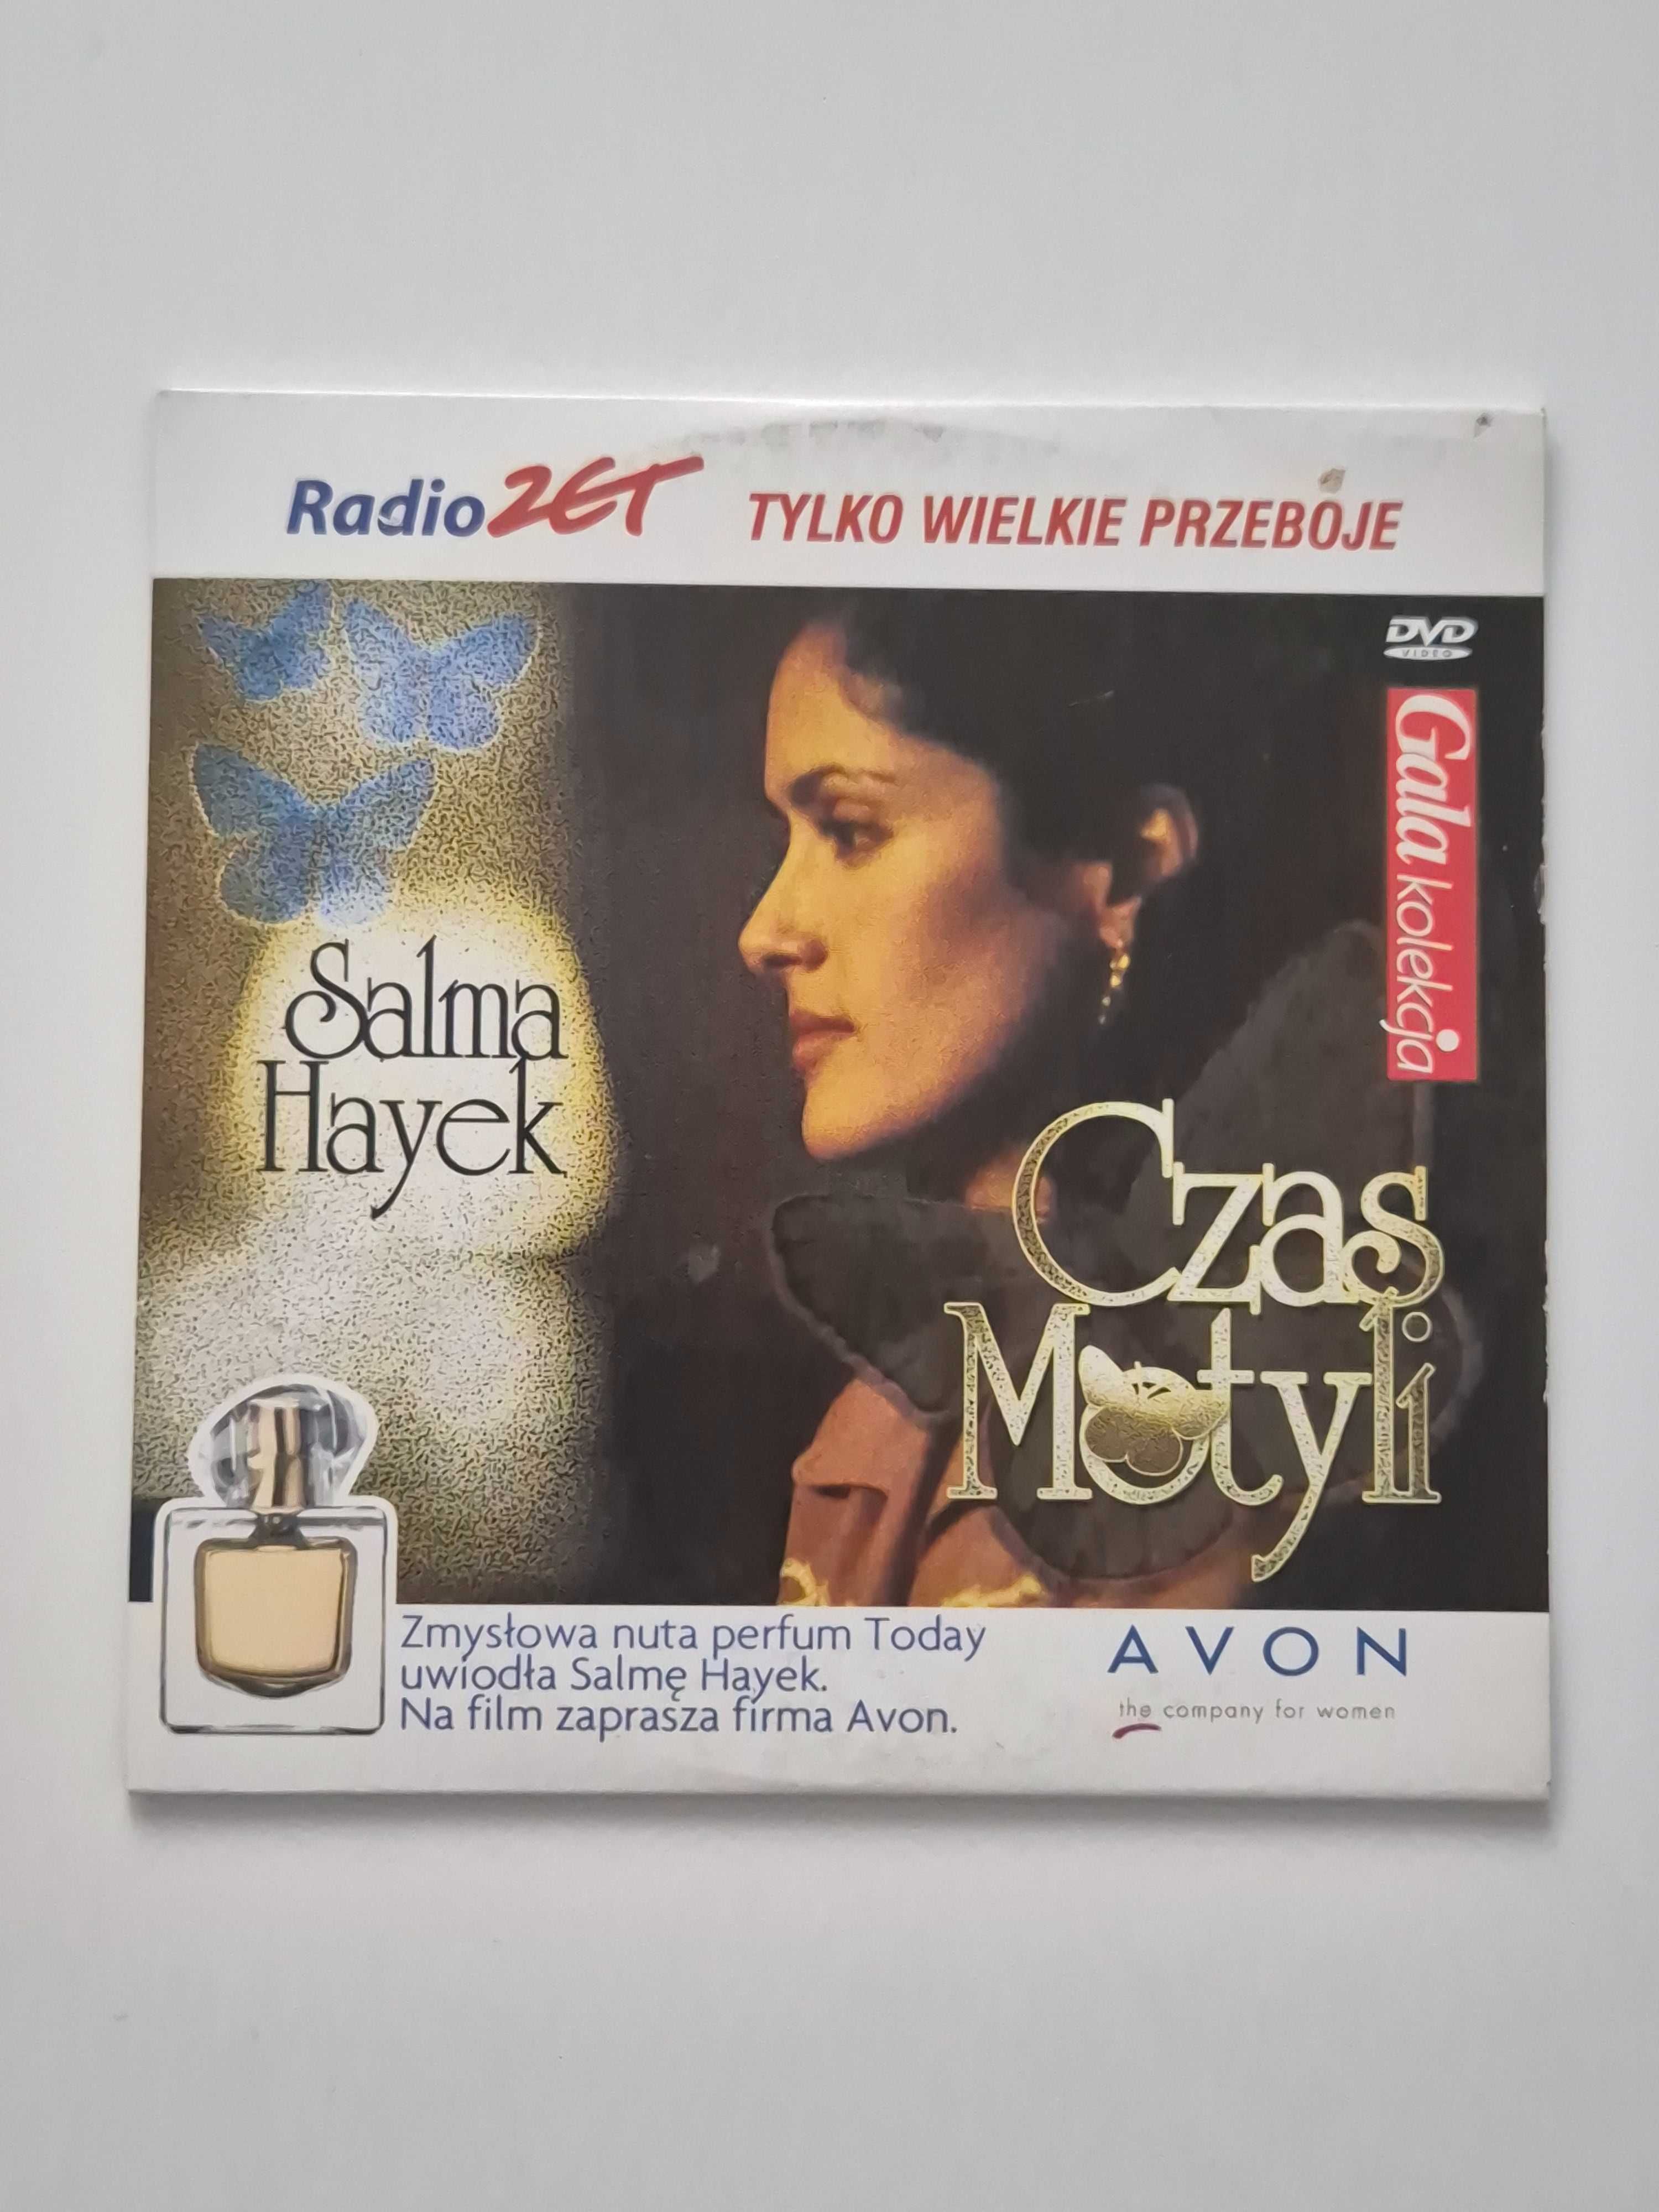 Radio ZET TYLKO WIELKIE PRZEBOJE
DVD
VIDEO
Gala kolekcja
Salma
Hayek
Czas
Motyli
Zmysłowa nuta perfum Today
uwiodła Salmę Hayek.
Na film zaprasza firma Avon.
AVON
the company for women